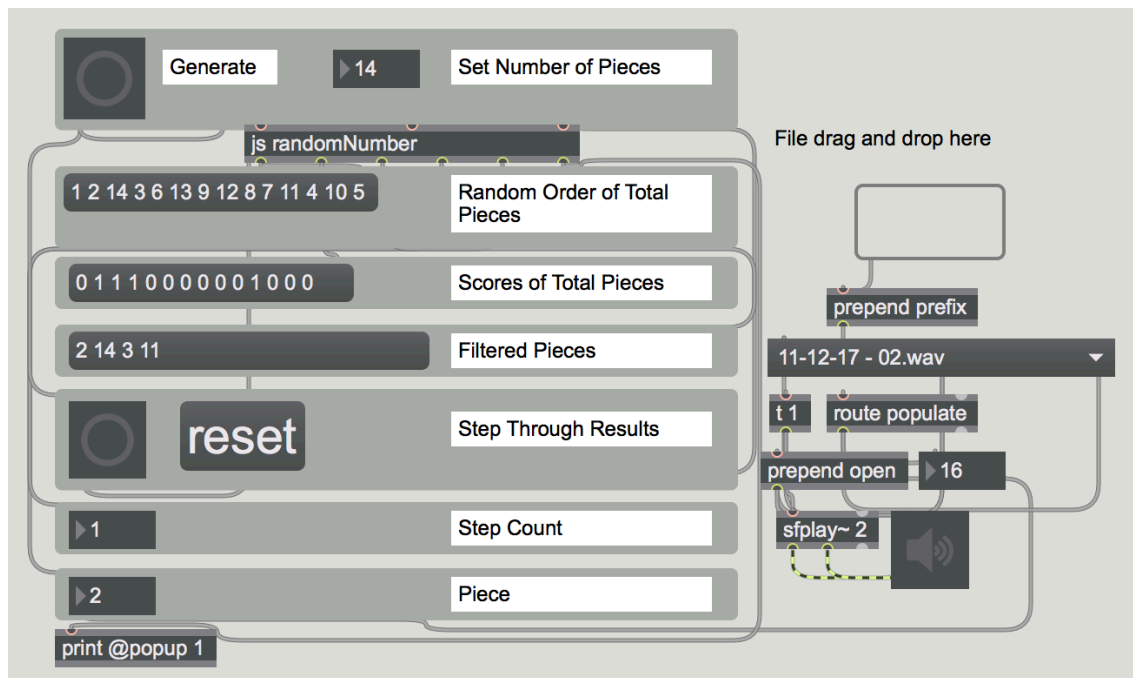 Generate
14
Set Number of Pieces
js randomNumber
1 2 14 3 6 13 9 12 8 7 11 4 10 5
Random Order of Total
Pieces
0 1 1 1 0 0 0 0 0 0 1 0 0 0
Scores of Total Pieces
2 14 3 11
Filtered Pieces
reset
Step Through Results
1
Step Count
2
Piece
print @popup 1
File drag and drop here
prepend prefix
11-12-17 - 02.wav
t 1
route populate
prepend open
16
sfplay~ 2